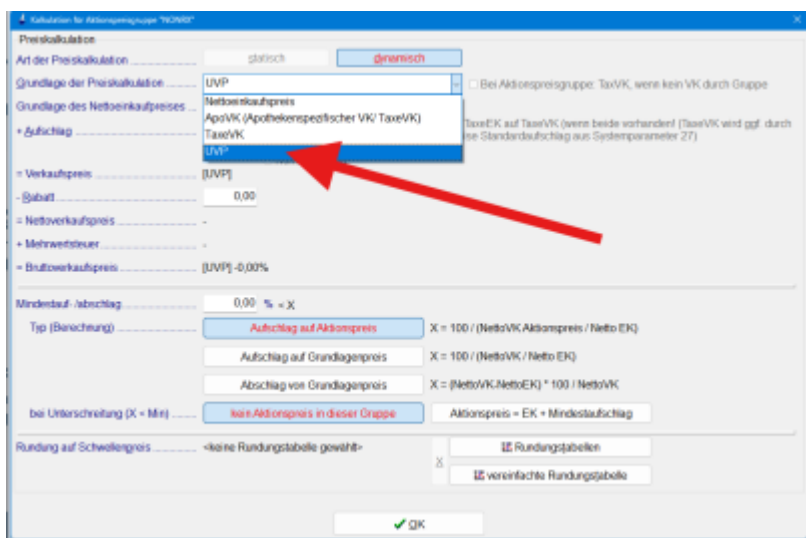 Kalkulation für Aktionspreisgruppe "NONRX"
Preiskalkulation
Art der Preiskalkulation statisch dynamisch
Grundlage der Preiskalkulation UVP Bei Aktionspreisgruppe: TaxVK, wenn kein VK durch Gruppe
Grundlage des Nettoeinkaufpreises Nettoeinkaufspreis
ApoVK (Apothekenspezifischer VK/ TaxeVK)
+ Aufschlag TaxeEK auf TaxeVK (wenn beide vorhanden! (TaxeVK wird ggf. durch
TaxeVK se Standardaufschlag aus Systemparameter 27)
UVP
= Verkaufspreis [UVP]
- Rabatt 0,00
= Nettoverkaufspreis -
+ Mehrwertsteuer -
= Bruttoverkaufspreis [UVP] -0,00%
Mindestauf- /abschlag 0,00 % < X
Typ (Berechnung) Aufschlag auf Aktionspreis X = 100 / (NettoVK Aktionspreis / Netto EK)
Aufschlag auf Grundlagenpreis X = 100 / (NettoVK / Netto EK)
Abschlag von Grundlagenpreis X = (NettoVK-NettoEK) * 100 / NettoVK
bei Unterschreitung (X < Min) kein Aktionspreis in dieser Gruppe Aktionspreis = EK + Mindestaufschlag
Rundung auf Schwellenpreis <keine Rundungstabelle gewählt> X Rundungstabellen
vereinfachte Rundungstabelle
OK